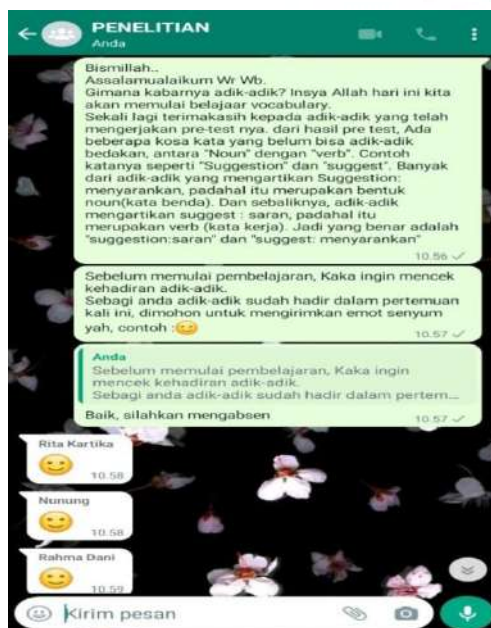 PENELITIAN
Anda
Bismillah..
Assalamualaikum Wr Wb.
Gimana kabarnya adik-adik? Insya Allah hari ini kita
akan memulai belajaar vocabulary.
Sekali lagi terimakasih kepada adik-adik yang telah
mengerjakan pre-test nya. dari hasil pre test, Ada
beberapa kosa kata yang belum bisa adik-adik
bedakan, antara "Noun" dengan "verb". Contoh
katanya seperti "Suggestion" dan "suggest". Banyak
dari adik-adik yang mengartikan Suggestion:
menyarankan, padahal itu merupakan bentuk
noun(kata benda). Dan sebaliknya, adik-adik
mengartikan suggest : saran, padahal itu
merupakan verb (kata kerja). Jadi yang benar adalah
"suggestion:saran" dan "suggest: menyarankan"
10.56
Sebelum memulai pembelajaran, Kaka ingin mencek
kehadiran adik-adik.
Sebagi anda adik-adik sudah hadir dalam pertemuan
kali ini, dimohon untuk mengirimkan emot senyum
yah, contoh :😊
10.57
Anda
Sebelum memulai pembelajaran, Kaka ingin
mencek kehadiran adik-adik.
Sebagi anda adik-adik sudah hadir dalam pertem...
Baik, silahkan mengabsen
10.57
Rita Kartika
😊
10.58
Nunung
😊
10.58
Rahma Dani
😊
10.59
Kirim pesan